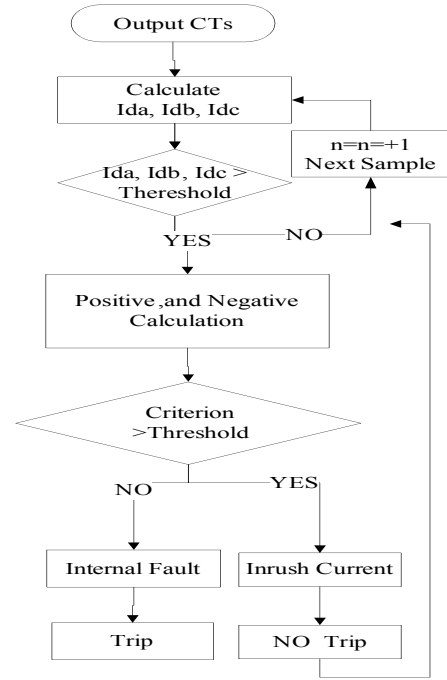 Output CTs
Calculate
Ida, Idb, Idc
n=n=+1
Next Sample
Ida, Idb, Idc >
Thereshold
YES
NO
Positive ,and Negative
Calculation
Criterion
>Threshold
NO
YES
Internal Fault
Inrush Current
Trip
NO Trip